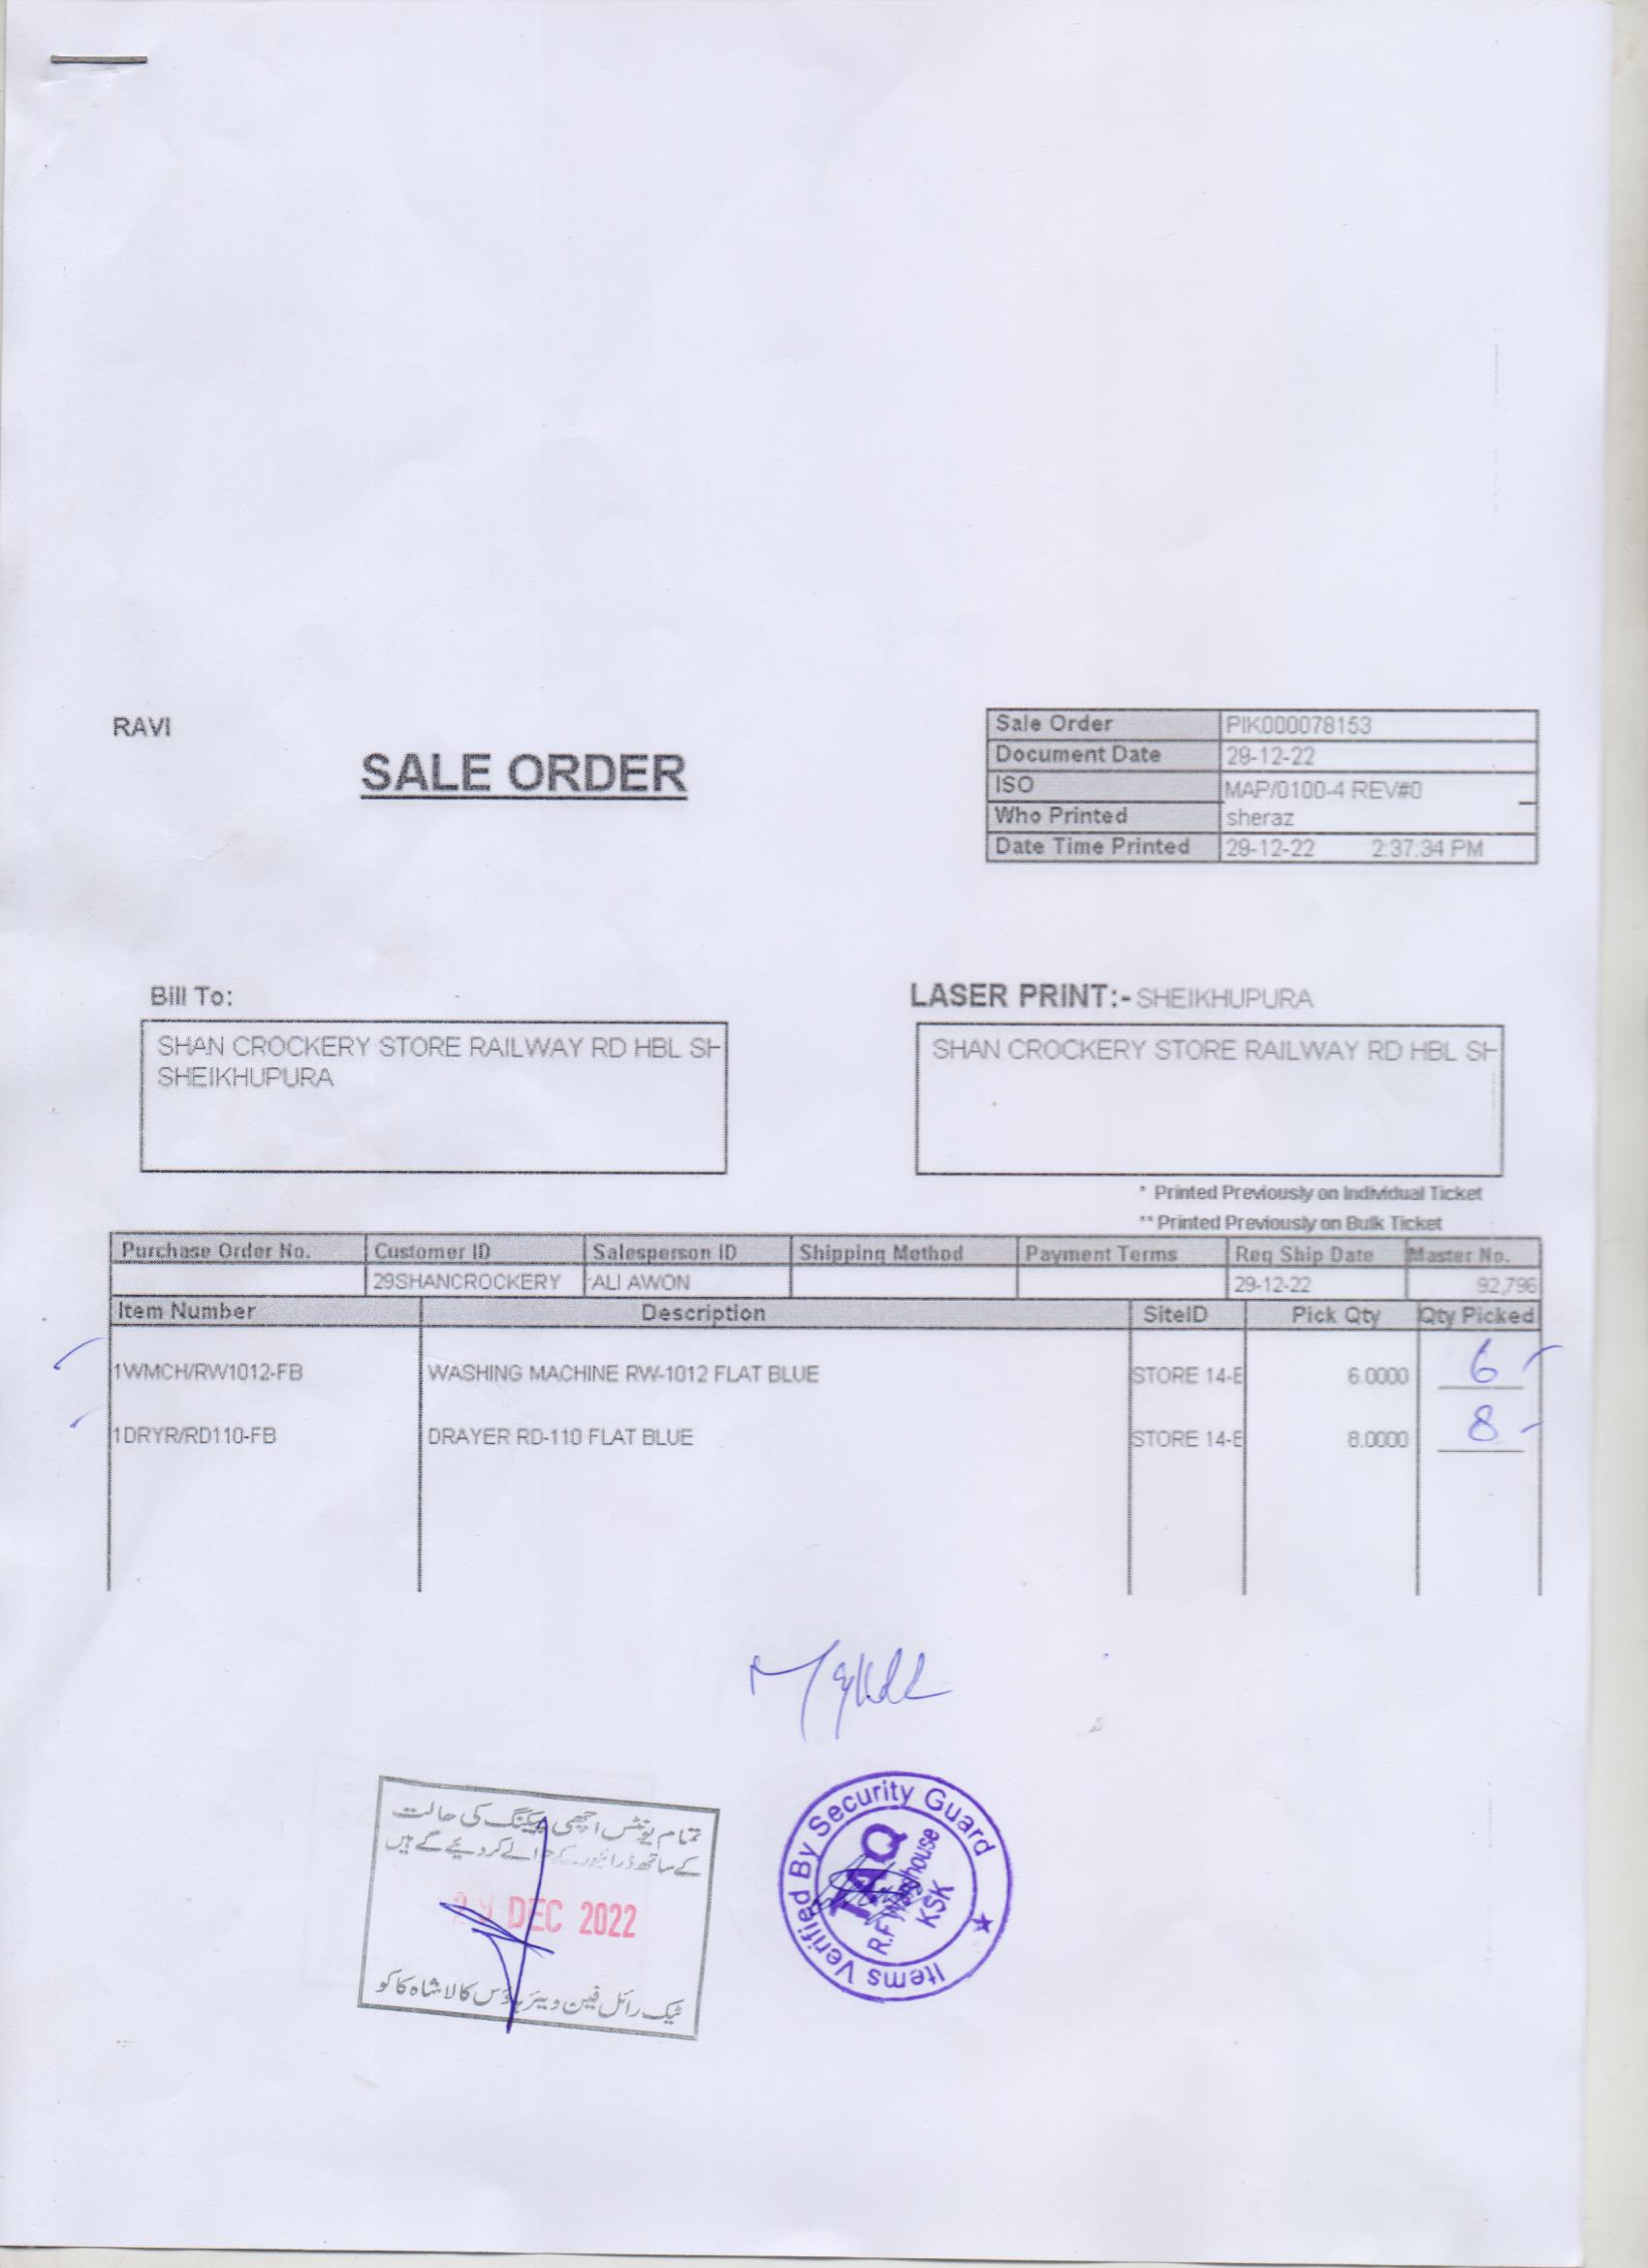 RAVI
SALE ORDER
Sale Order PIK000078153
Document Date 29-12-22
ISO MAP/0100-4 REV#0
Who Printed sheraz
Date Time Printed 29-12-22 2:37:34 PM
Bill To:
SHAN CROCKERY STORE RAILWAY RD HBL SH
SHEIKHUPURA
LASER PRINT:- SHEIKHUPURA
SHAN CROCKERY STORE RAILWAY RD HBL SH
* Printed Previously on Individual Ticket
** Printed Previously on Bulk Ticket
Purchase Order No. Customer ID Salesperson ID Shipping Method Payment Terms Req Ship Date Master No.
29SHANCROCKERY ALI AWON 29-12-22 92,796
Item Number Description SiteID Pick Qty Qty Picked
1WMCH/RW1012-FB WASHING MACHINE RW-1012 FLAT BLUE STORE 14-E 6.0000 6
1DRYR/RD110-FB DRAYER RD-110 FLAT BLUE STORE 14-E 8.0000 8
تمام یونٹس اچھی پیکنگ کی حالت
کے ساتھ ڈرائیور کے حوالے کر دیئے گے ہیں
29 DEC 2022
ٹیک رائل فین ویئر ہاؤس کالا شاہ کاکو
Items Verified By Security Guard
TAQ
R.F Warehouse
KSK